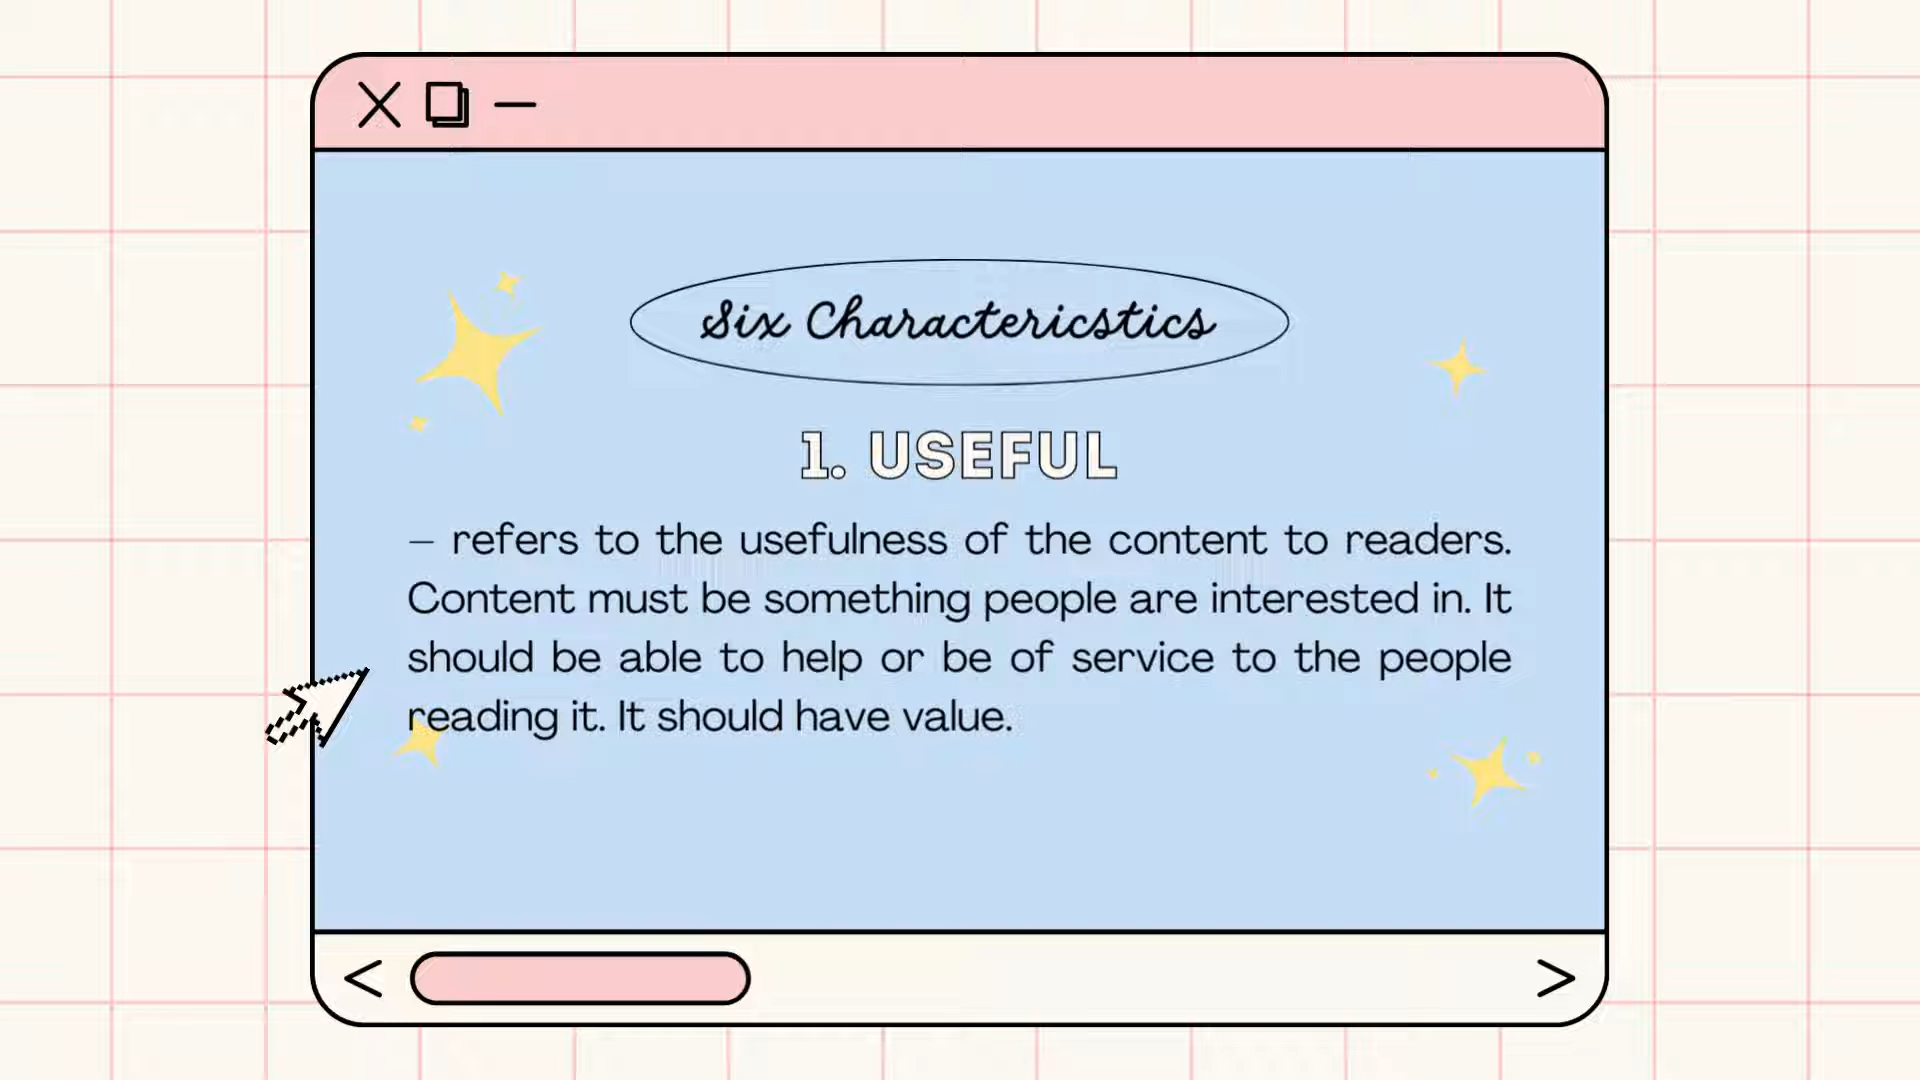 Six Charactericstics
1. USEFUL
– refers to the usefulness of the content to readers.
Content must be something people are interested in. It
should be able to help or be of service to the people
reading it. It should have value.